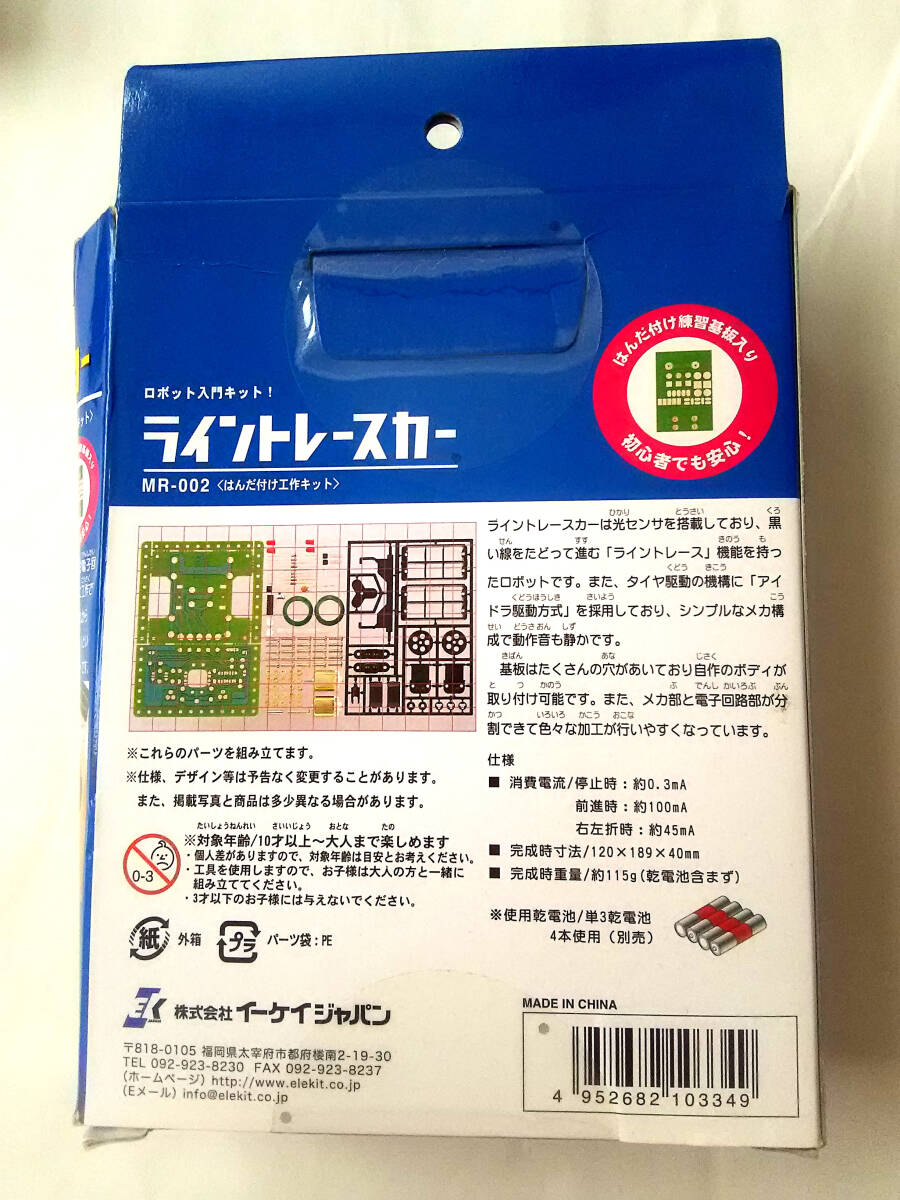 はんだ付け練習基板入り
初心者でも安心！
ロボット入門キット！
ライントレースカー
MR-002〈はんだ付け工作キット〉
ライントレースカーは光センサを搭載しており、黒
い線をたどって進む「ライントレース」機能を持っ
たロボットです。また、タイヤ駆動の機構に「アイ
ドラ駆動方式」を採用しており、シンプルなメカ構
成で動作音も静かです。
基板はたくさんの穴があいており自作のボディが
取り付け可能です。また、メカ部と電子回路部が分
割できて色々な加工が行いやすくなっています。
※これらのパーツを組み立てます。
※仕様、デザイン等は予告なく変更することがあります。
また、掲載写真と商品は多少異なる場合があります。
たいしょうねんれい さいいじょう おとな たの
※対象年齢/10才以上〜大人まで楽しめます
・個人差がありますので、対象年齢は目安とお考えください。
・工具を使用しますので、お子様は大人の方と一緒に
組み立ててください。
・3才以下のお子様には与えないでください。
0-3
紙 外箱 プラ パーツ袋：PE
仕様
■ 消費電流/停止時：約0.3mA
前進時：約100mA
右左折時：約45mA
■ 完成時寸法/120×189×40mm
■ 完成時重量/約115g(乾電池含まず)
※使用乾電池/単3乾電池
4本使用（別売）
EK JAPAN 株式会社イーケイジャパン
〒818-0105 福岡県太宰府市都府楼南2-19-30
TEL 092-923-8230 FAX 092-923-8237
（ホームページ）http://www.elekit.co.jp
（Eメール）info@elekit.co.jp
MADE IN CHINA
4 952682 103349